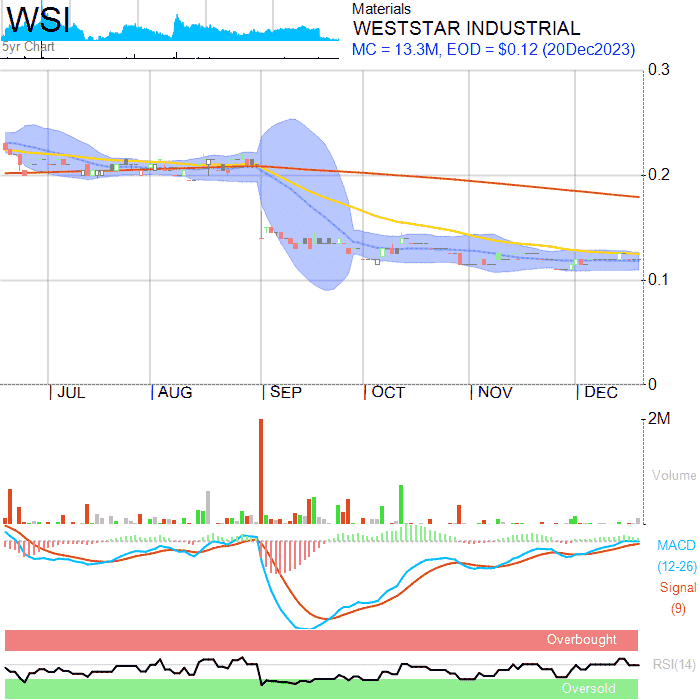 WSI
5yr Chart
Materials
WESTSTAR INDUSTRIAL
MC = 13.3M, EOD = $0.12 (20Dec2023)
0.3
0.2
0.1
0
JUL AUG SEP OCT NOV DEC
2M
Volume
MACD
(12-26)
Signal
(9)
Overbought
RSI(14)
Oversold